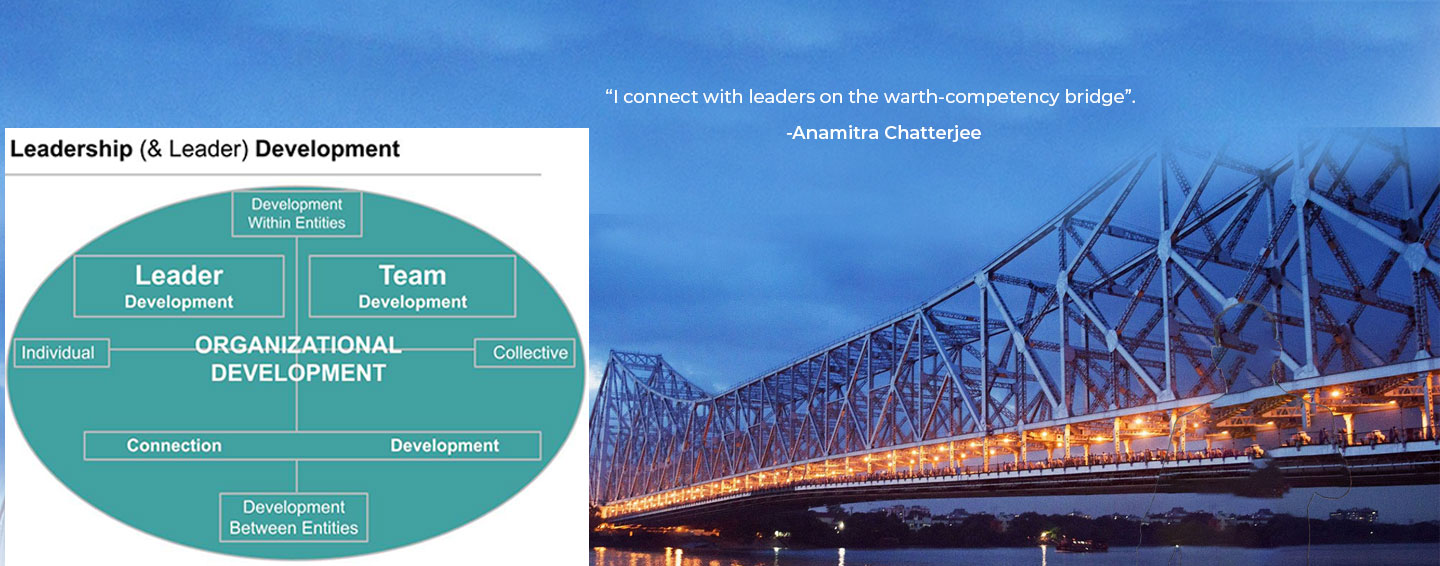 “I connect with leaders on the warth-competency bridge”.
-Anamitra Chatterjee
Leadership (& Leader) Development
Development
Within Entities
Leader
Development
Team
Development
Individual
ORGANIZATIONAL
DEVELOPMENT
Collective
Connection
Development
Development
Between Entities